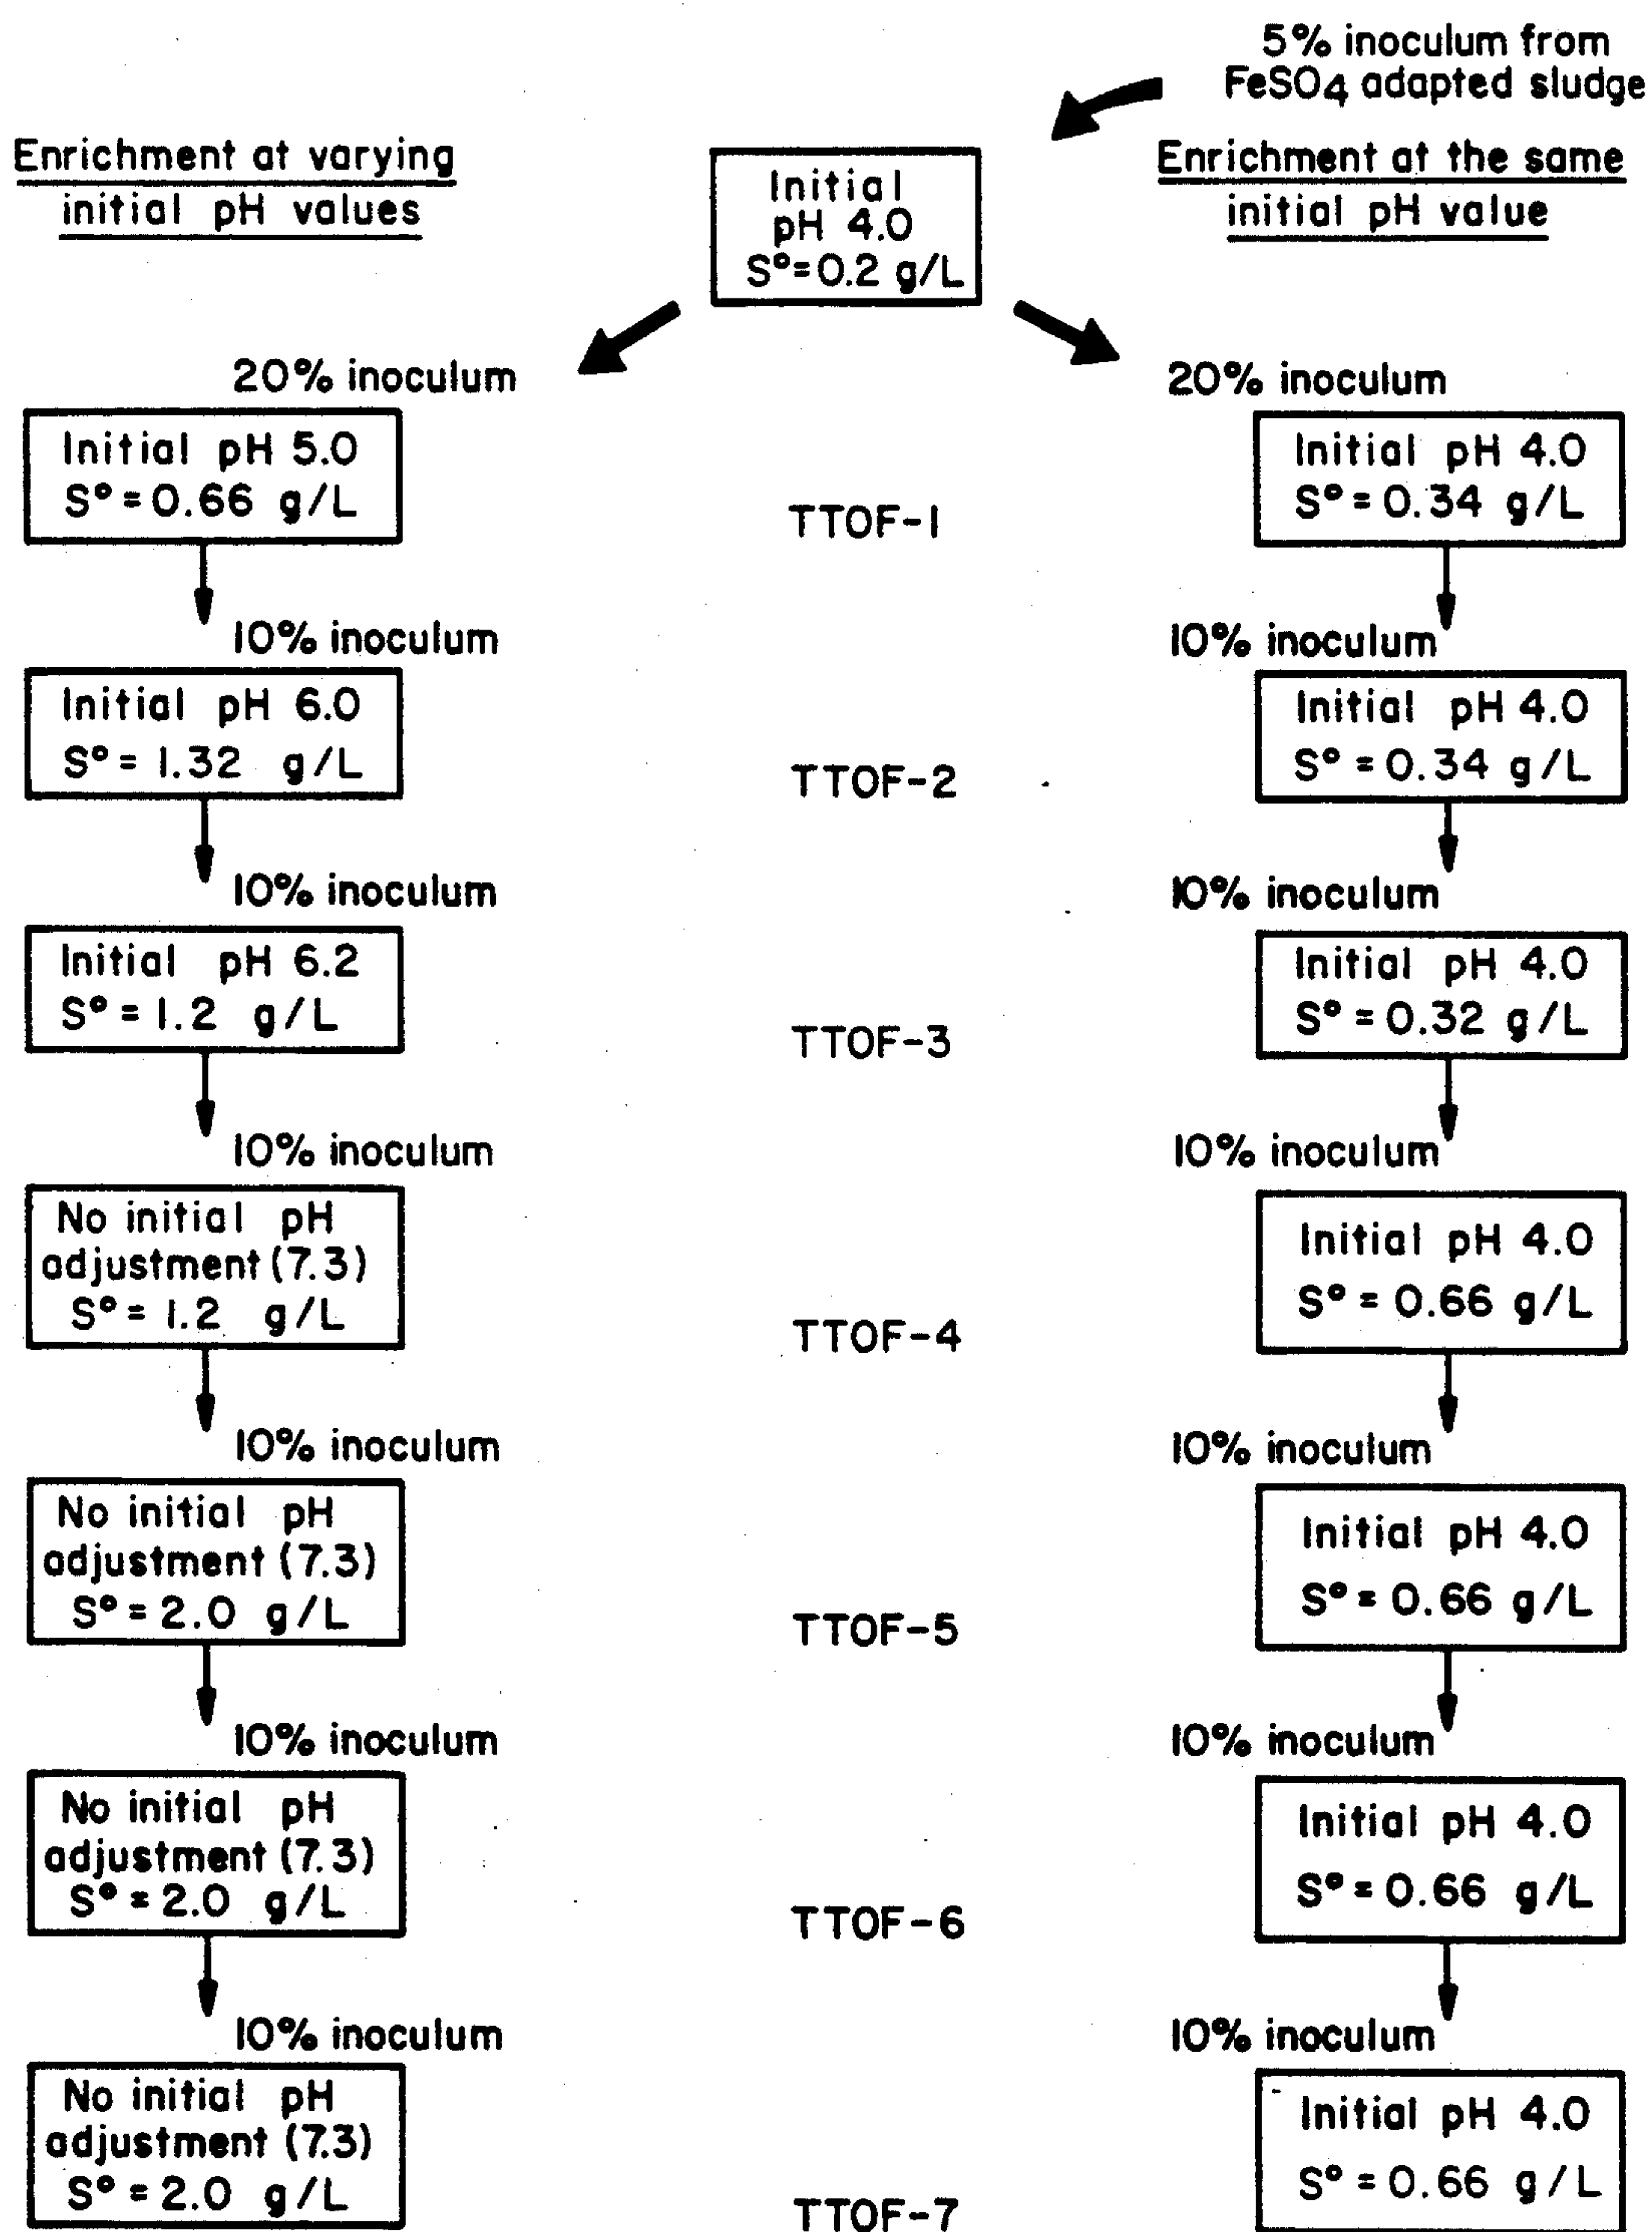 5% inoculum from
FeSO4 adapted sludge
Enrichment at varying
initial pH values
Initial
pH 4.0
S°=0.2 g/L
Enrichment at the same
initial pH value
20% inoculum
20% inoculum
Initial pH 5.0
S°=0.66 g/L
TTOF-1
Initial pH 4.0
S°=0.34 g/L
10% inoculum
10% inoculum
Initial pH 6.0
S°= 1.32 g/L
TTOF-2
Initial pH 4.0
S°=0.34 g/L
10% inoculum
10% inoculum
Initial pH 6.2
S°= 1.2 g/L
TTOF-3
Initial pH 4.0
S°=0.32 g/L
10% inoculum
10% inoculum
No initial pH
adjustment (7.3)
S°= 1.2 g/L
TTOF-4
Initial pH 4.0
S°= 0.66 g/L
10% inoculum
10% inoculum
No initial pH
adjustment (7.3)
S°= 2.0 g/L
TTOF-5
Initial pH 4.0
S°= 0.66 g/L
10% inoculum
10% inoculum
No initial pH
adjustment (7.3)
S°= 2.0 g/L
TTOF-6
Initial pH 4.0
S°= 0.66 g/L
10% inoculum
10% inoculum
No initial pH
adjustment (7.3)
S°= 2.0 g/L
TTOF-7
Initial pH 4.0
S°= 0.66 g/L